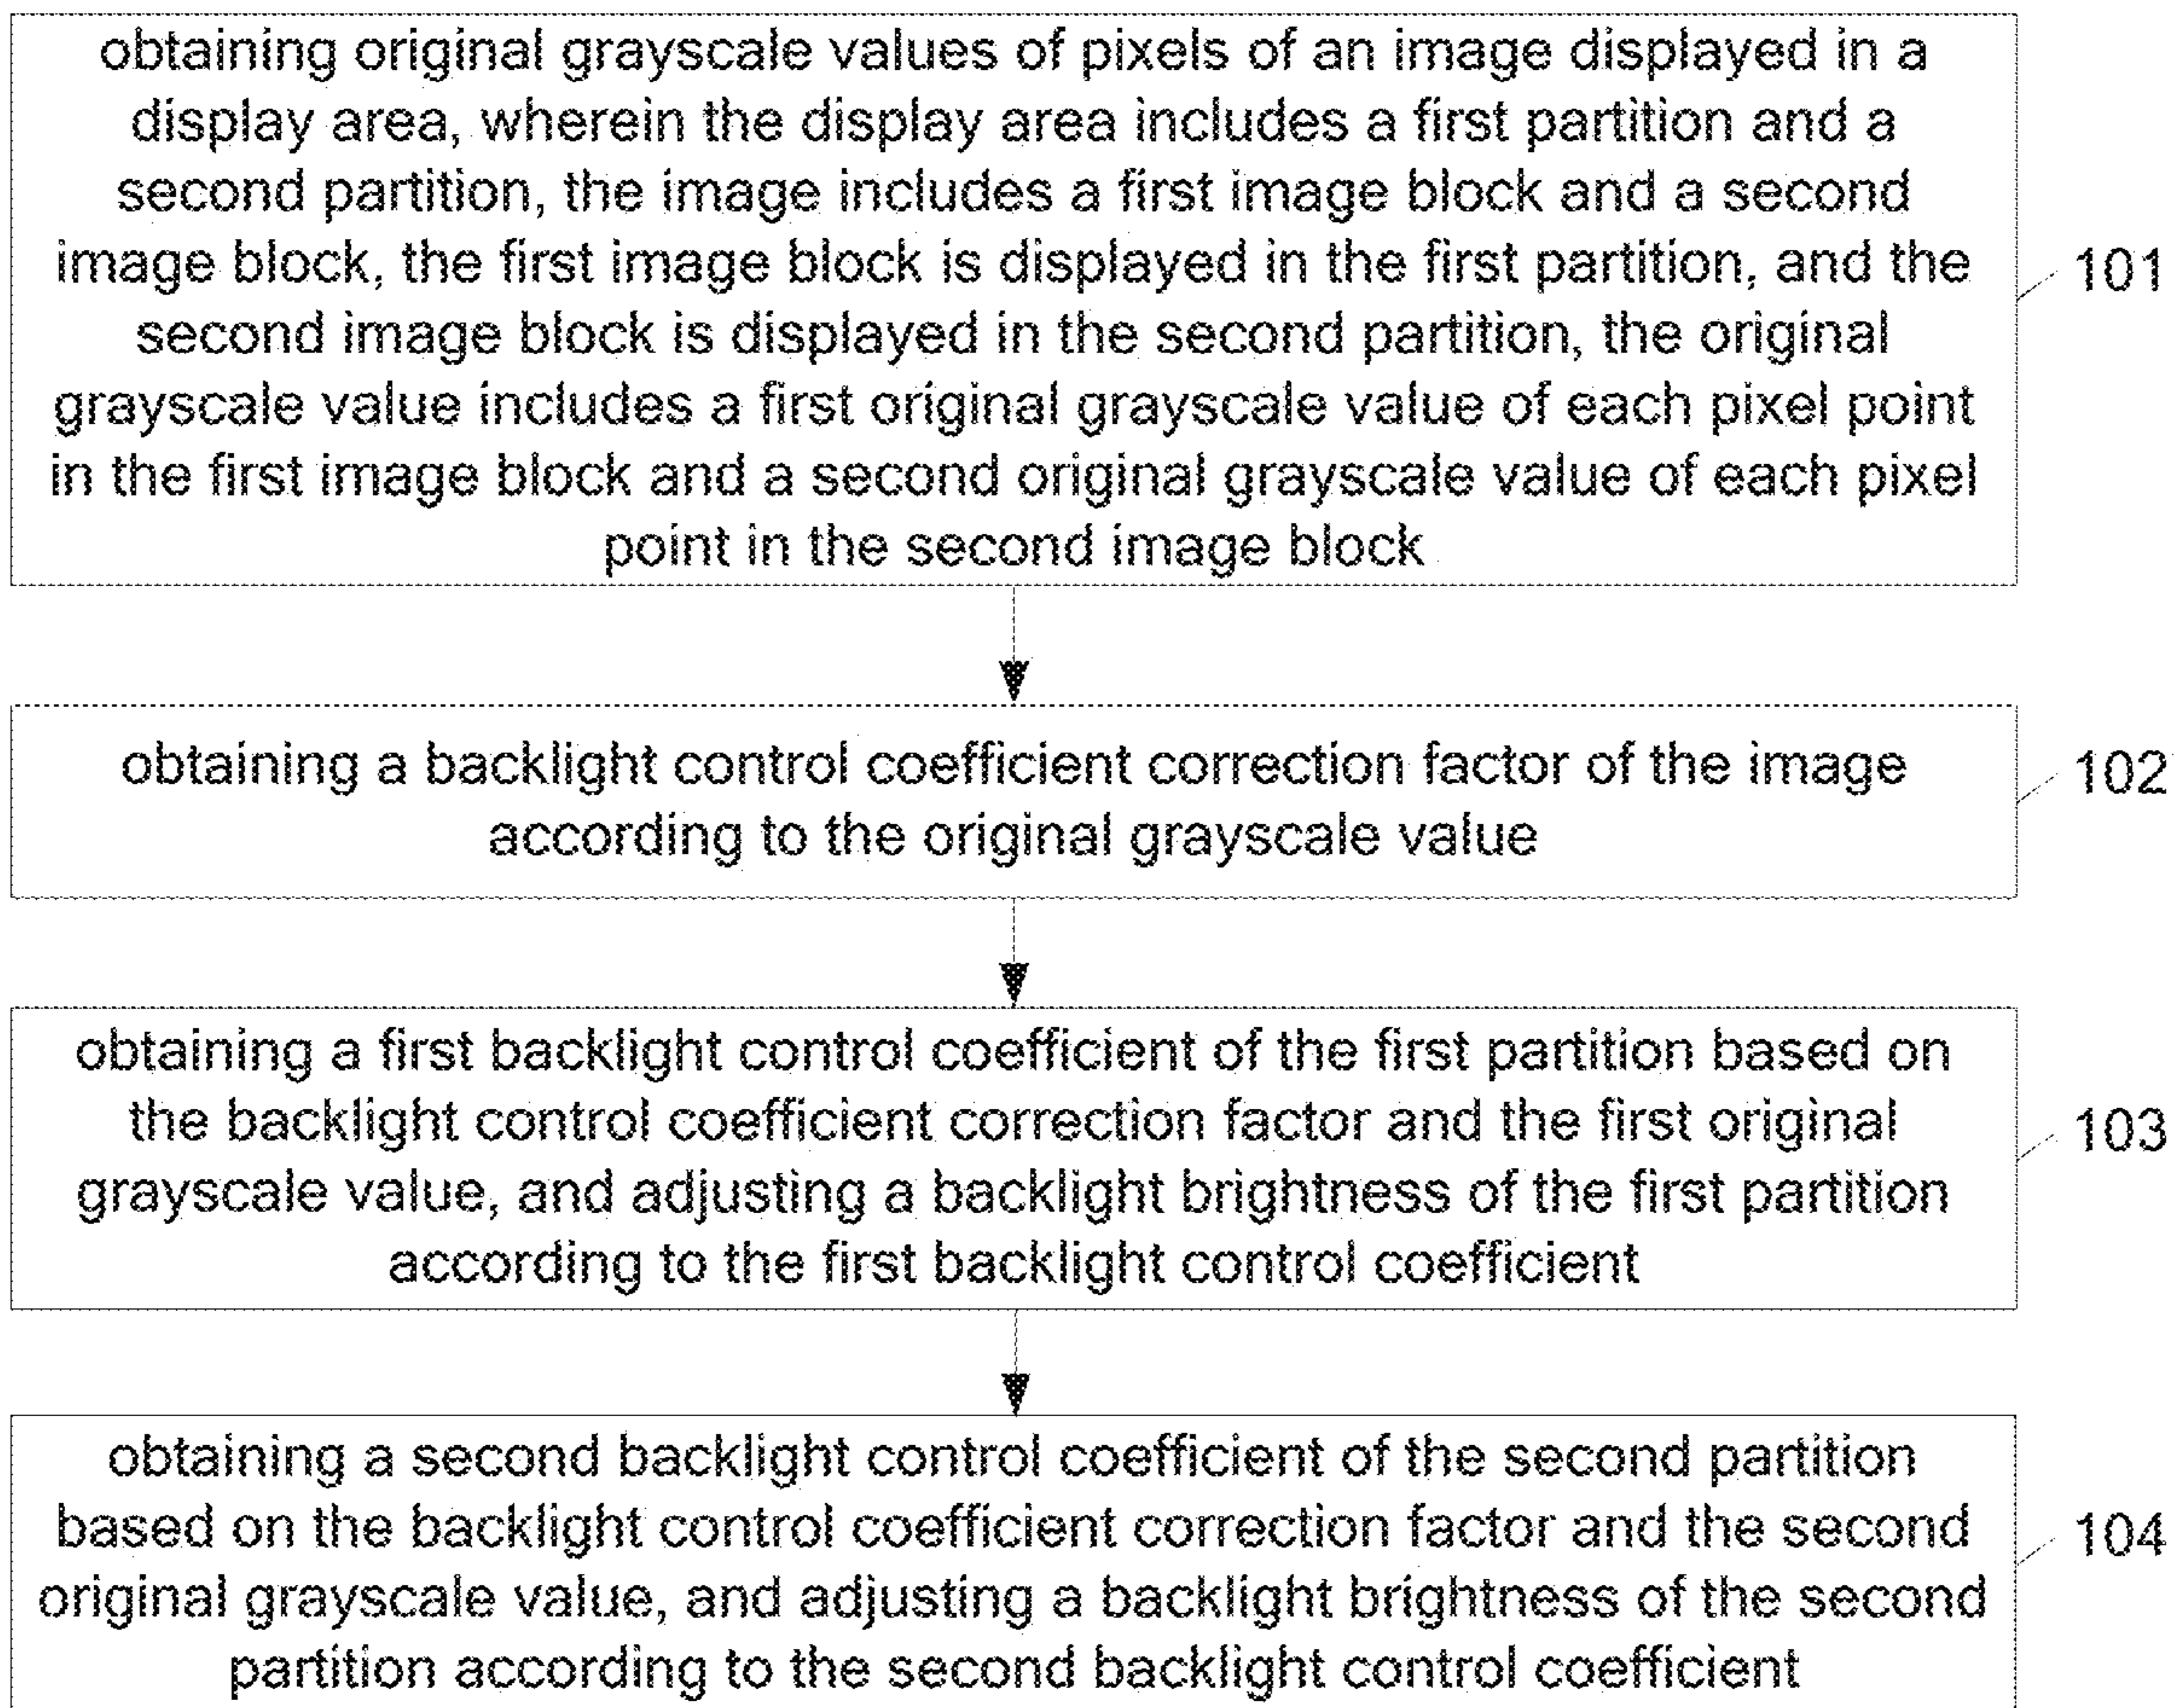 obtaining original grayscale values of pixels of an image displayed in a
display area, wherein the display area includes a first partition and a
second partition, the image includes a first image block and a second
image block, the first image block is displayed in the first partition, and the
second image block is displayed in the second partition, the original
grayscale value includes a first original grayscale value of each pixel point
in the first image block and a second original grayscale value of each pixel
point in the second image block
101
obtaining a backlight control coefficient correction factor of the image
according to the original grayscale value
102
obtaining a first backlight control coefficient of the first partition based on
the backlight control coefficient correction factor and the first original
grayscale value, and adjusting a backlight brightness of the first partition
according to the first backlight control coefficient
103
obtaining a second backlight control coefficient of the second partition
based on the backlight control coefficient correction factor and the second
original grayscale value, and adjusting a backlight brightness of the second
partition according to the second backlight control coefficient
104